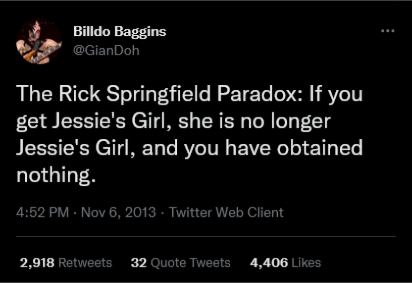 Billdo Baggins
@GianDoh
The Rick Springfield Paradox: If you
get Jessie's Girl, she is no longer
Jessie's Girl, and you have obtained
nothing.
4:52 PM · Nov 6, 2013 · Twitter Web Client
2,918 Retweets 32 Quote Tweets 4,406 Likes